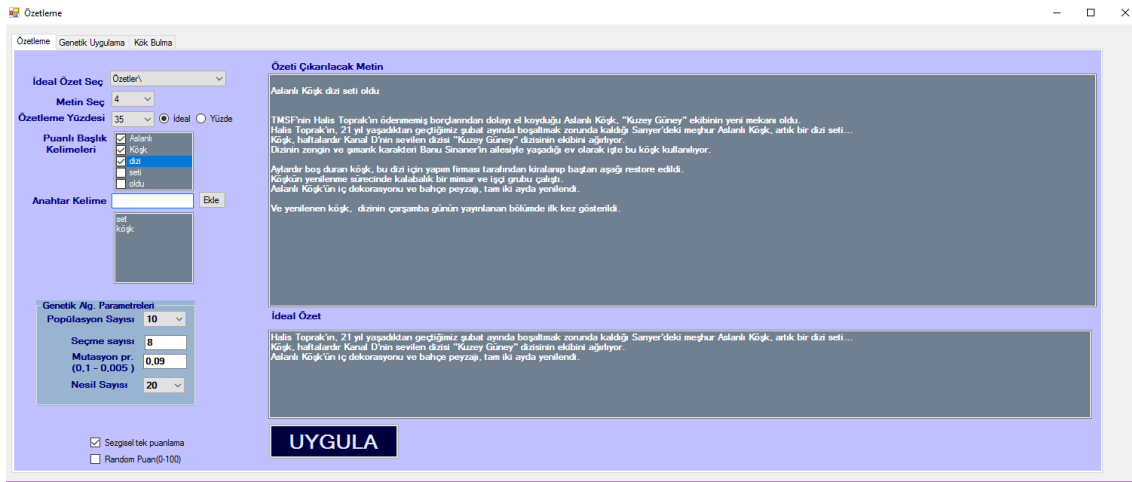 Özetleme
Özetleme Genetik Uygulama Kök Bulma
İdeal Özet Seç Özetler\
Metin Seç 4
Özetleme Yüzdesi 35 İdeal Yüzde
Puanlı Başlık Kelimeleri
Aslanlı
Köşk
dizi
seti
oldu
Anahtar Kelime Ekle
set
köşk
Genetik Alg. Parametreleri
Popülasyon Sayısı 10
Seçme sayısı 8
Mutasyon pr. 0,09
(0,1 - 0,005 )
Nesil Sayısı 20
Sezgisel tek puanlama
Random Puan(0-100)
Özeti Çıkarılacak Metin
Aslanlı Köşk dizi seti oldu
TMSF'nin Halis Toprak'ın ödenmemiş borçlarından dolayı el koyduğu Aslanlı Köşk, "Kuzey Güney" ekibinin yeni mekanı oldu.
Halis Toprak'ın, 21 yıl yaşadıktan geçtiğimiz şubat ayında boşaltmak zorunda kaldığı Sarıyer'deki meşhur Aslanlı Köşk, artık bir dizi seti...
Köşk, haftalardır Kanal D'nin sevilen dizisi "Kuzey Güney" dizisinin ekibini ağırlıyor.
Dizinin zengin ve şımarık karakteri Banu Sinaner'in ailesiyle yaşadığı ev olarak işte bu köşk kullanılıyor.
Aylardır boş duran köşk, bu dizi için yapım firması tarafından kiralanıp baştan aşağı restore edildi.
Köşkün yenilenme sürecinde kalabalık bir mimar ve işçi grubu çalıştı.
Aslanlı Köşk'ün iç dekorasyonu ve bahçe peyzajı, tam iki ayda yenilendi.
Ve yenilenen köşk, dizinin çarşamba günün yayınlanan bölümde ilk kez gösterildi.
İdeal Özet
Halis Toprak'ın, 21 yıl yaşadıktan geçtiğimiz şubat ayında boşaltmak zorunda kaldığı Sarıyer'deki meşhur Aslanlı Köşk, artık bir dizi seti...
Köşk, haftalardır Kanal D'nin sevilen dizisi "Kuzey Güney" dizisinin ekibini ağırlıyor.
Aslanlı Köşk'ün iç dekorasyonu ve bahçe peyzajı, tam iki ayda yenilendi.
UYGULA